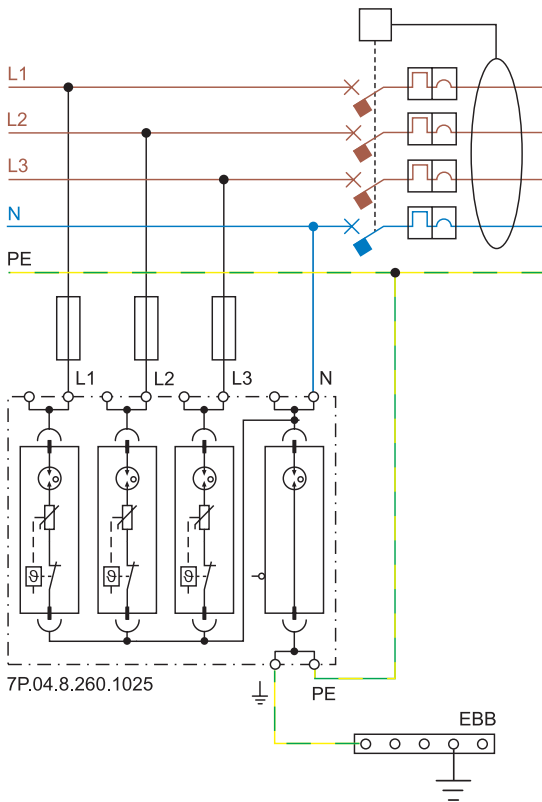 L1
L2
L3
N
PE
L1 L2 L3 N
ϑ ϑ ϑ
7P.04.8.260.1025
PE
EBB